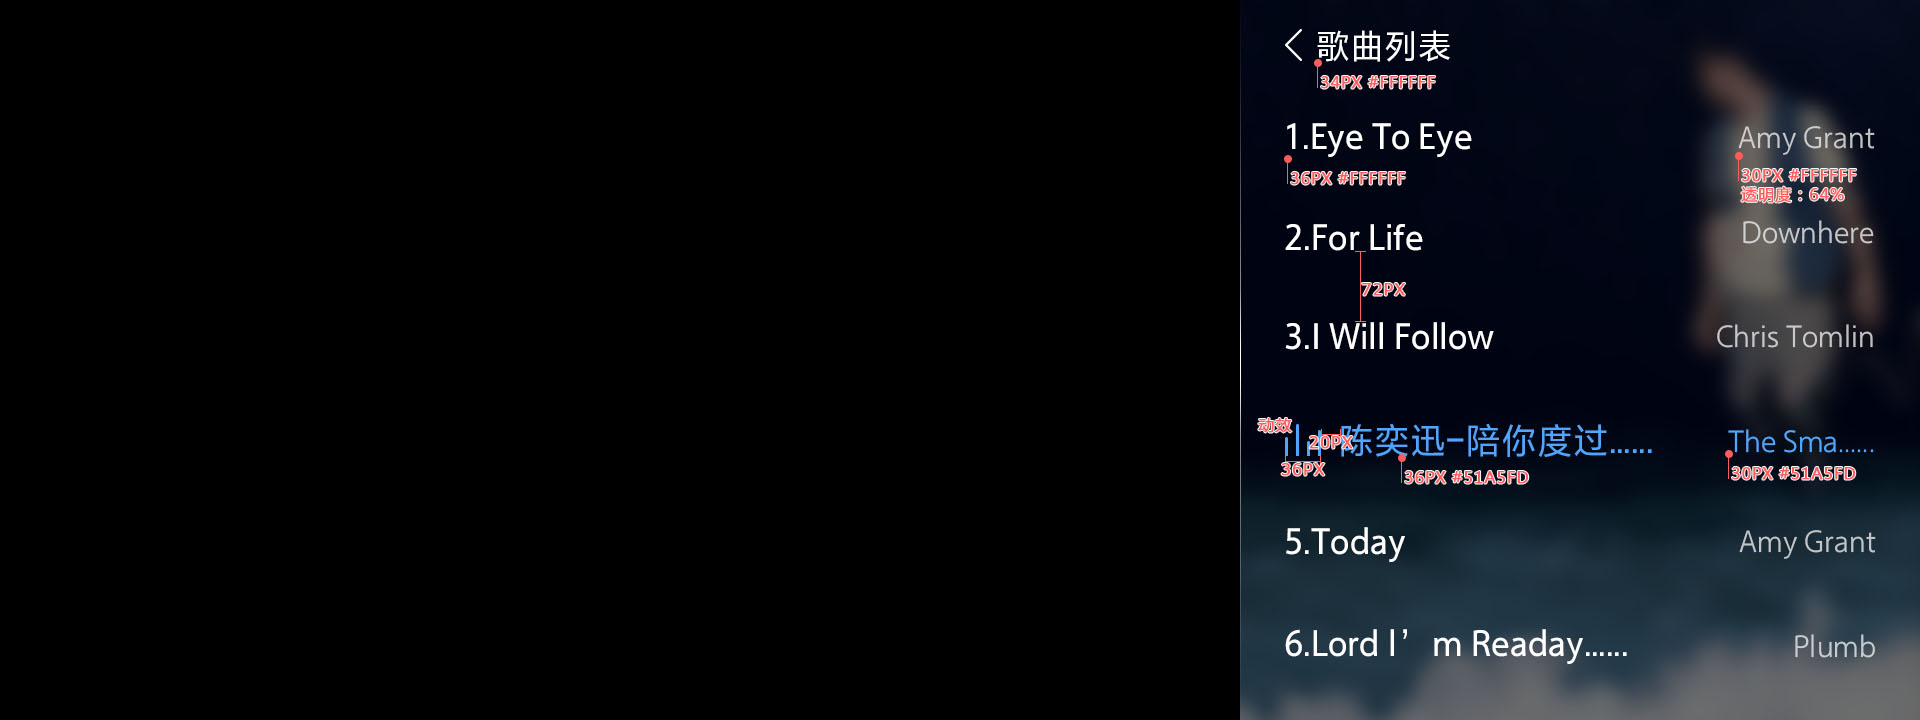 歌曲列表
34PX #FFFFFF
1.Eye To Eye
Amy Grant
36PX #FFFFFF
30PX #FFFFFF
透明度：64%
2.For Life
Downhere
72PX
3.I Will Follow
Chris Tomlin
动效
20PX
陈奕迅-陪你度过......
The Sma......
36PX
36PX #51A5FD
30PX #51A5FD
5.Today
Amy Grant
6.Lord I’m Readay......
Plumb